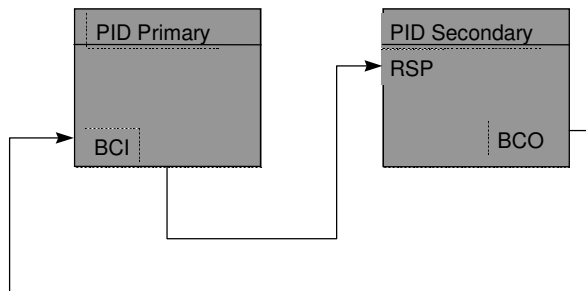 PID Primary
BCI
PID Secondary
RSP
BCO